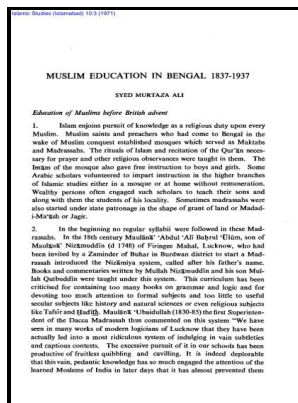 Islamic Studies (Islamabad) 10:3 (1971)
MUSLIM EDUCATION IN BENGAL 1837-1937
SYED MURTAZA ALI
Education of Muslims before British advent
1. Islam enjoins pursuit of knowledge as a religious duty upon every
Muslim. Muslim saints and preachers who had come to Bengal in the
wake of Muslim conquest established mosques which served as Maktabs
and Madrassahs. The rituals of Islam and recitation of the Qur'ān neces-
sary for prayer and other religious observances were taught in them. The
Imām of the mosque also gave free instruction to boys and girls. Some
Arabic scholars volunteered to impart instruction in the higher branches
of Islamic studies either in a mosque or at home without remuneration.
Wealthy persons often engaged such scholars to teach their sons and
along with them the students of his locality. Sometimes madrassahs were
also started under state patronage in the shape of grant of land or Madad-
i-Ma'āsh or Jagir.
2. In the beginning no regular syllabii were followed in these Mad-
rassahs. In the 18th century Maulānā 'Abdul 'Alī Baḥrul 'Ulūm, son of
Maulānā Niẓāmuddīn (d 1748) of Firingee Mahal, Lucknow, who had
been invited by a Zaminder of Buhar in Burdwan district to start a Mad-
rassah introduced the Niẓāmiya system, called after his father's name.
Books and commentaries written by Mullah Niẓāmuddīn and his son Mul-
lah Qutbuddīn were taught under this system. This curriculum has been
criticised for containing too many books on grammar and logic and for
devoting too much attention to formal subjects and too little to useful
secular subjects like history and natural sciences or even religious subjects
like Tafsīr and Ḥadīth. Maulānā 'Ubaidullah (1830-85) the first Superinten-
dent of the Dacca Madrassah thus commented on this system "We have
seen in many works of modern logicians of Lucknow that they have been
actually led into a most ridiculous system of indulging in vain subtleties
and captious contests. The excessive pursuit of it in our schools has been
productive of fruitless quibbling and cavilling. It is indeed deplorable
that this vain, pedantic knowledge has so much engaged the attention of the
learned Moslems of India in later days that it has almost prevented them